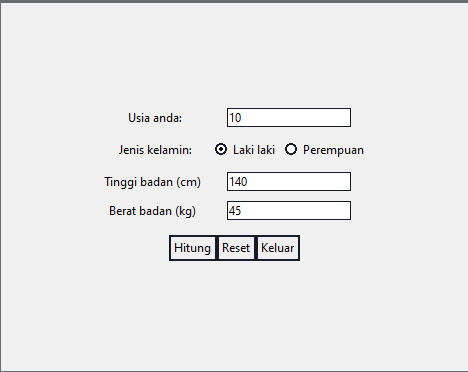 Usia anda: 10
Jenis kelamin: Laki laki Perempuan
Tinggi badan (cm) 140
Berat badan (kg) 45
Hitung Reset Keluar